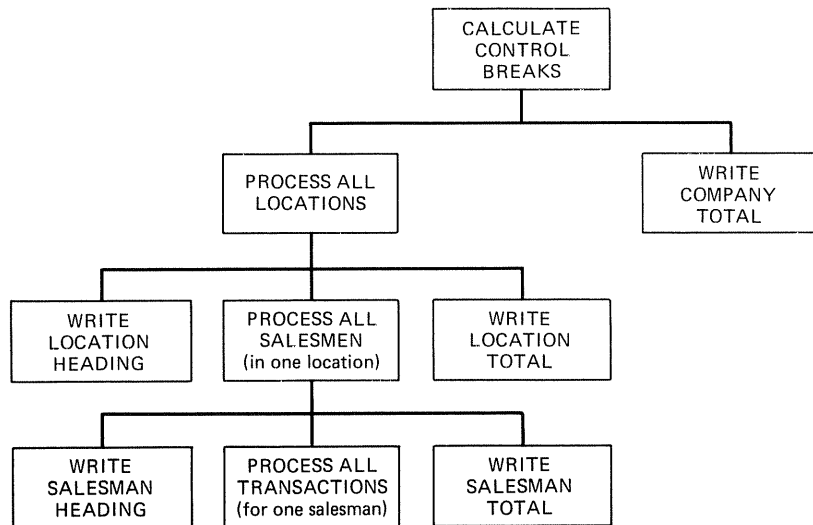 CALCULATE
CONTROL
BREAKS
PROCESS ALL
LOCATIONS
WRITE
COMPANY
TOTAL
WRITE
LOCATION
HEADING
PROCESS ALL
SALESMEN
(in one location)
WRITE
LOCATION
TOTAL
WRITE
SALESMAN
HEADING
PROCESS ALL
TRANSACTIONS
(for one salesman)
WRITE
SALESMAN
TOTAL